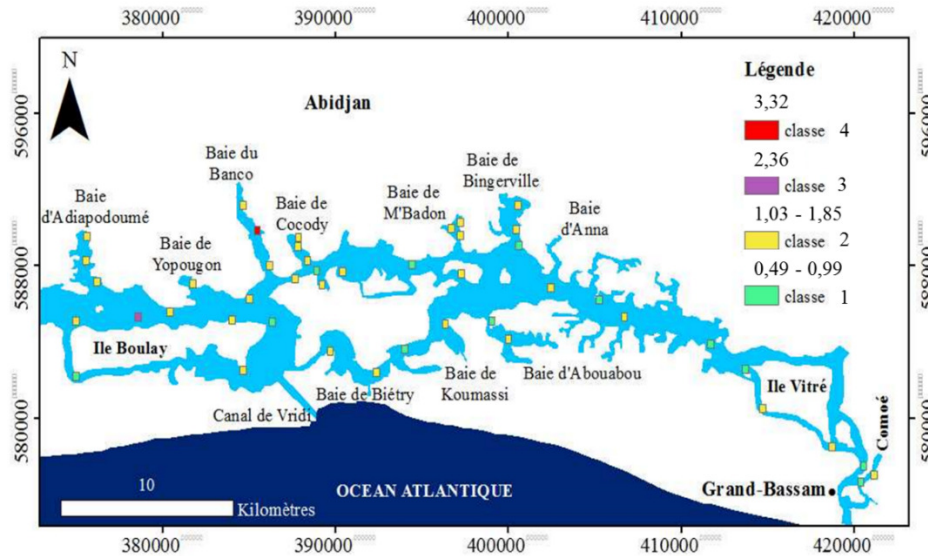 380000
390000
400000
410000
420000
N
Abidjan
Légende
3,32
classe 4
2,36
classe 3
1,03 - 1,85
classe 2
0,49 - 0,99
classe 1
596000
588000
580000
596000
588000
580000
Baie
d'Adiapodoumé
Baie de
Yopougon
Baie du
Banco
Baie de
Cocody
Baie de
M'Badon
Baie de
Bingerville
Baie
d'Anna
Ile Boulay
Canal de Vridi
Baie de Biétry
Baie de
Koumassi
Baie d'Abouabou
Ile Vitré
Comoé
Grand-Bassam
OCEAN ATLANTIQUE
10
Kilomètres
380000
390000
400000
410000
420000